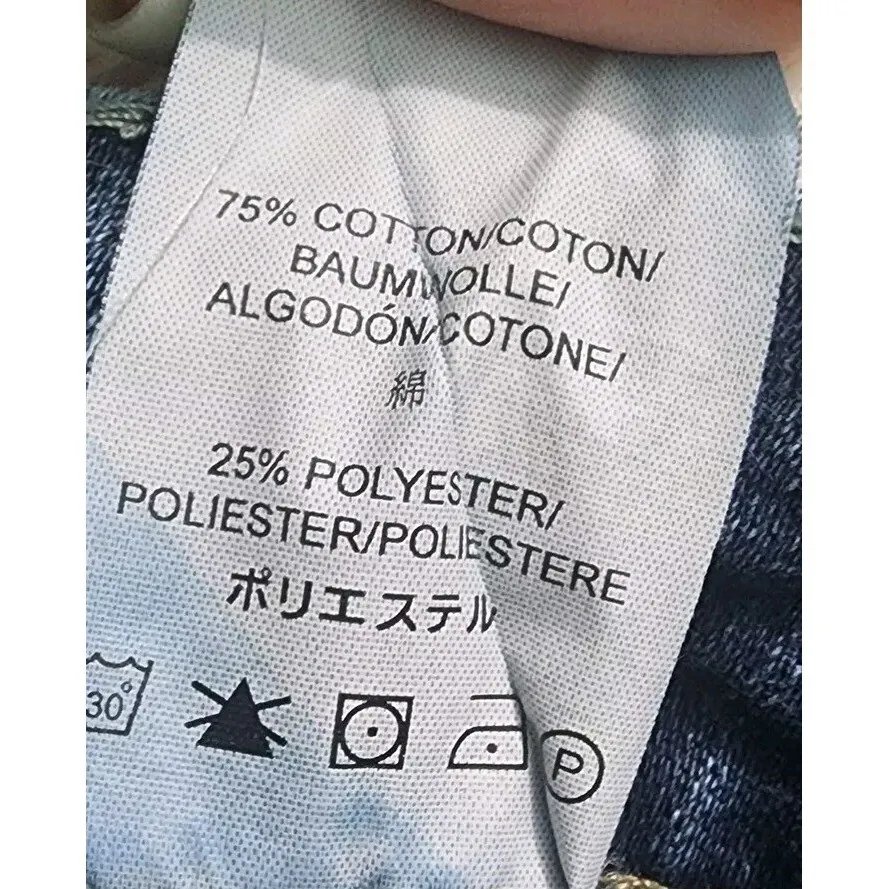 75% COTTON/COTON/
BAUMWOLLE/
ALGODÓN/COTONE/
綿
25% POLYESTER/
POLIESTER/POLIESTERE
ポリエステル
30°
P